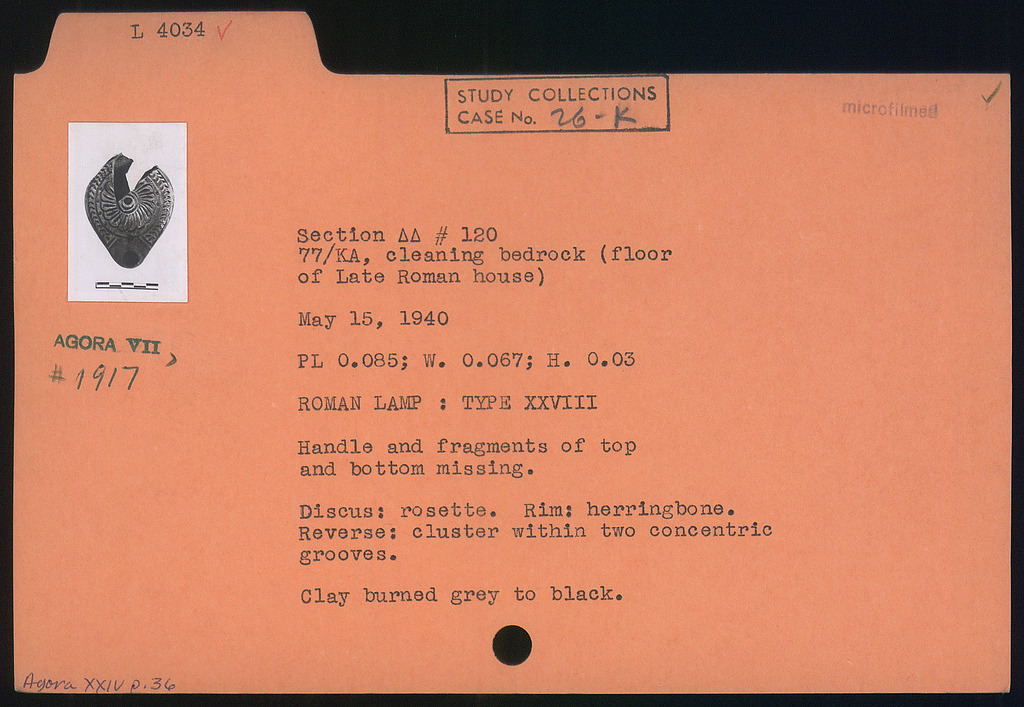 L 4034
STUDY COLLECTIONS
CASE No. 26-K
microfilmed
Section ΔΔ # 120
77/KA, cleaning bedrock (floor
of Late Roman house)
May 15, 1940
AGORA VII,
# 1917
PL 0.085; W. 0.067; H. 0.03
ROMAN LAMP : TYPE XXVIII
Handle and fragments of top
and bottom missing.
Discus: rosette. Rim: herringbone.
Reverse: cluster within two concentric
grooves.
Clay burned grey to black.
Agora XXIV p. 36